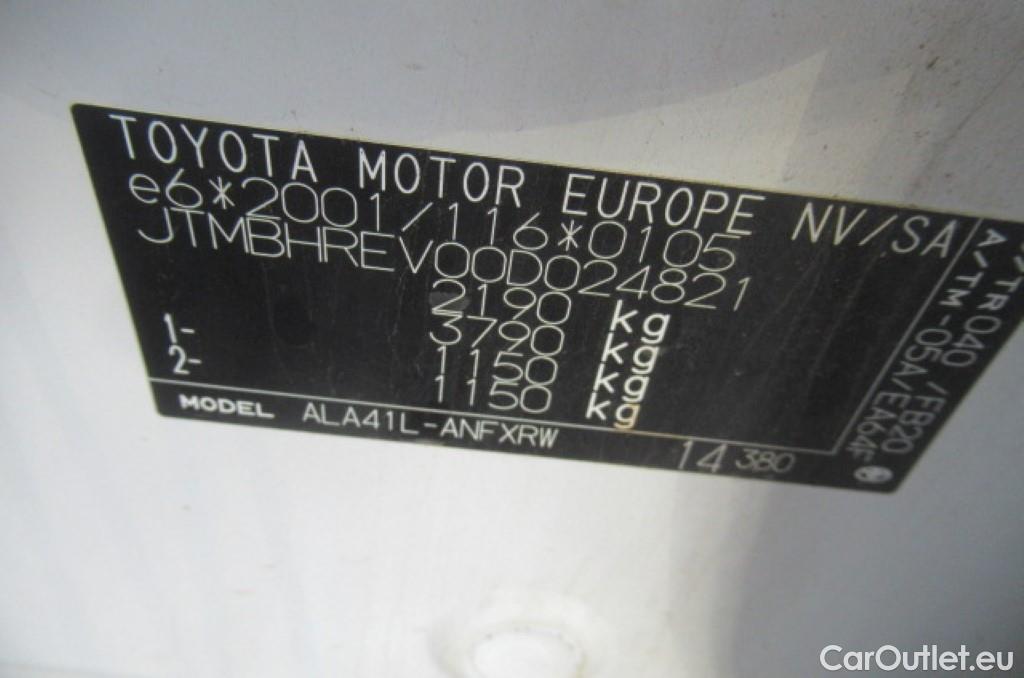 TOYOTA MOTOR EUROPE NV/SA
e6*2001/116*0105
JTMBHREV00D024821
2190 kg
3790 kg
1- 1150 kg
2- 1150 kg
MODEL ALA41L-ANFXRW
14 380
/TR040 /FB20
A/TM -05A/EA64F
CarOutlet.eu